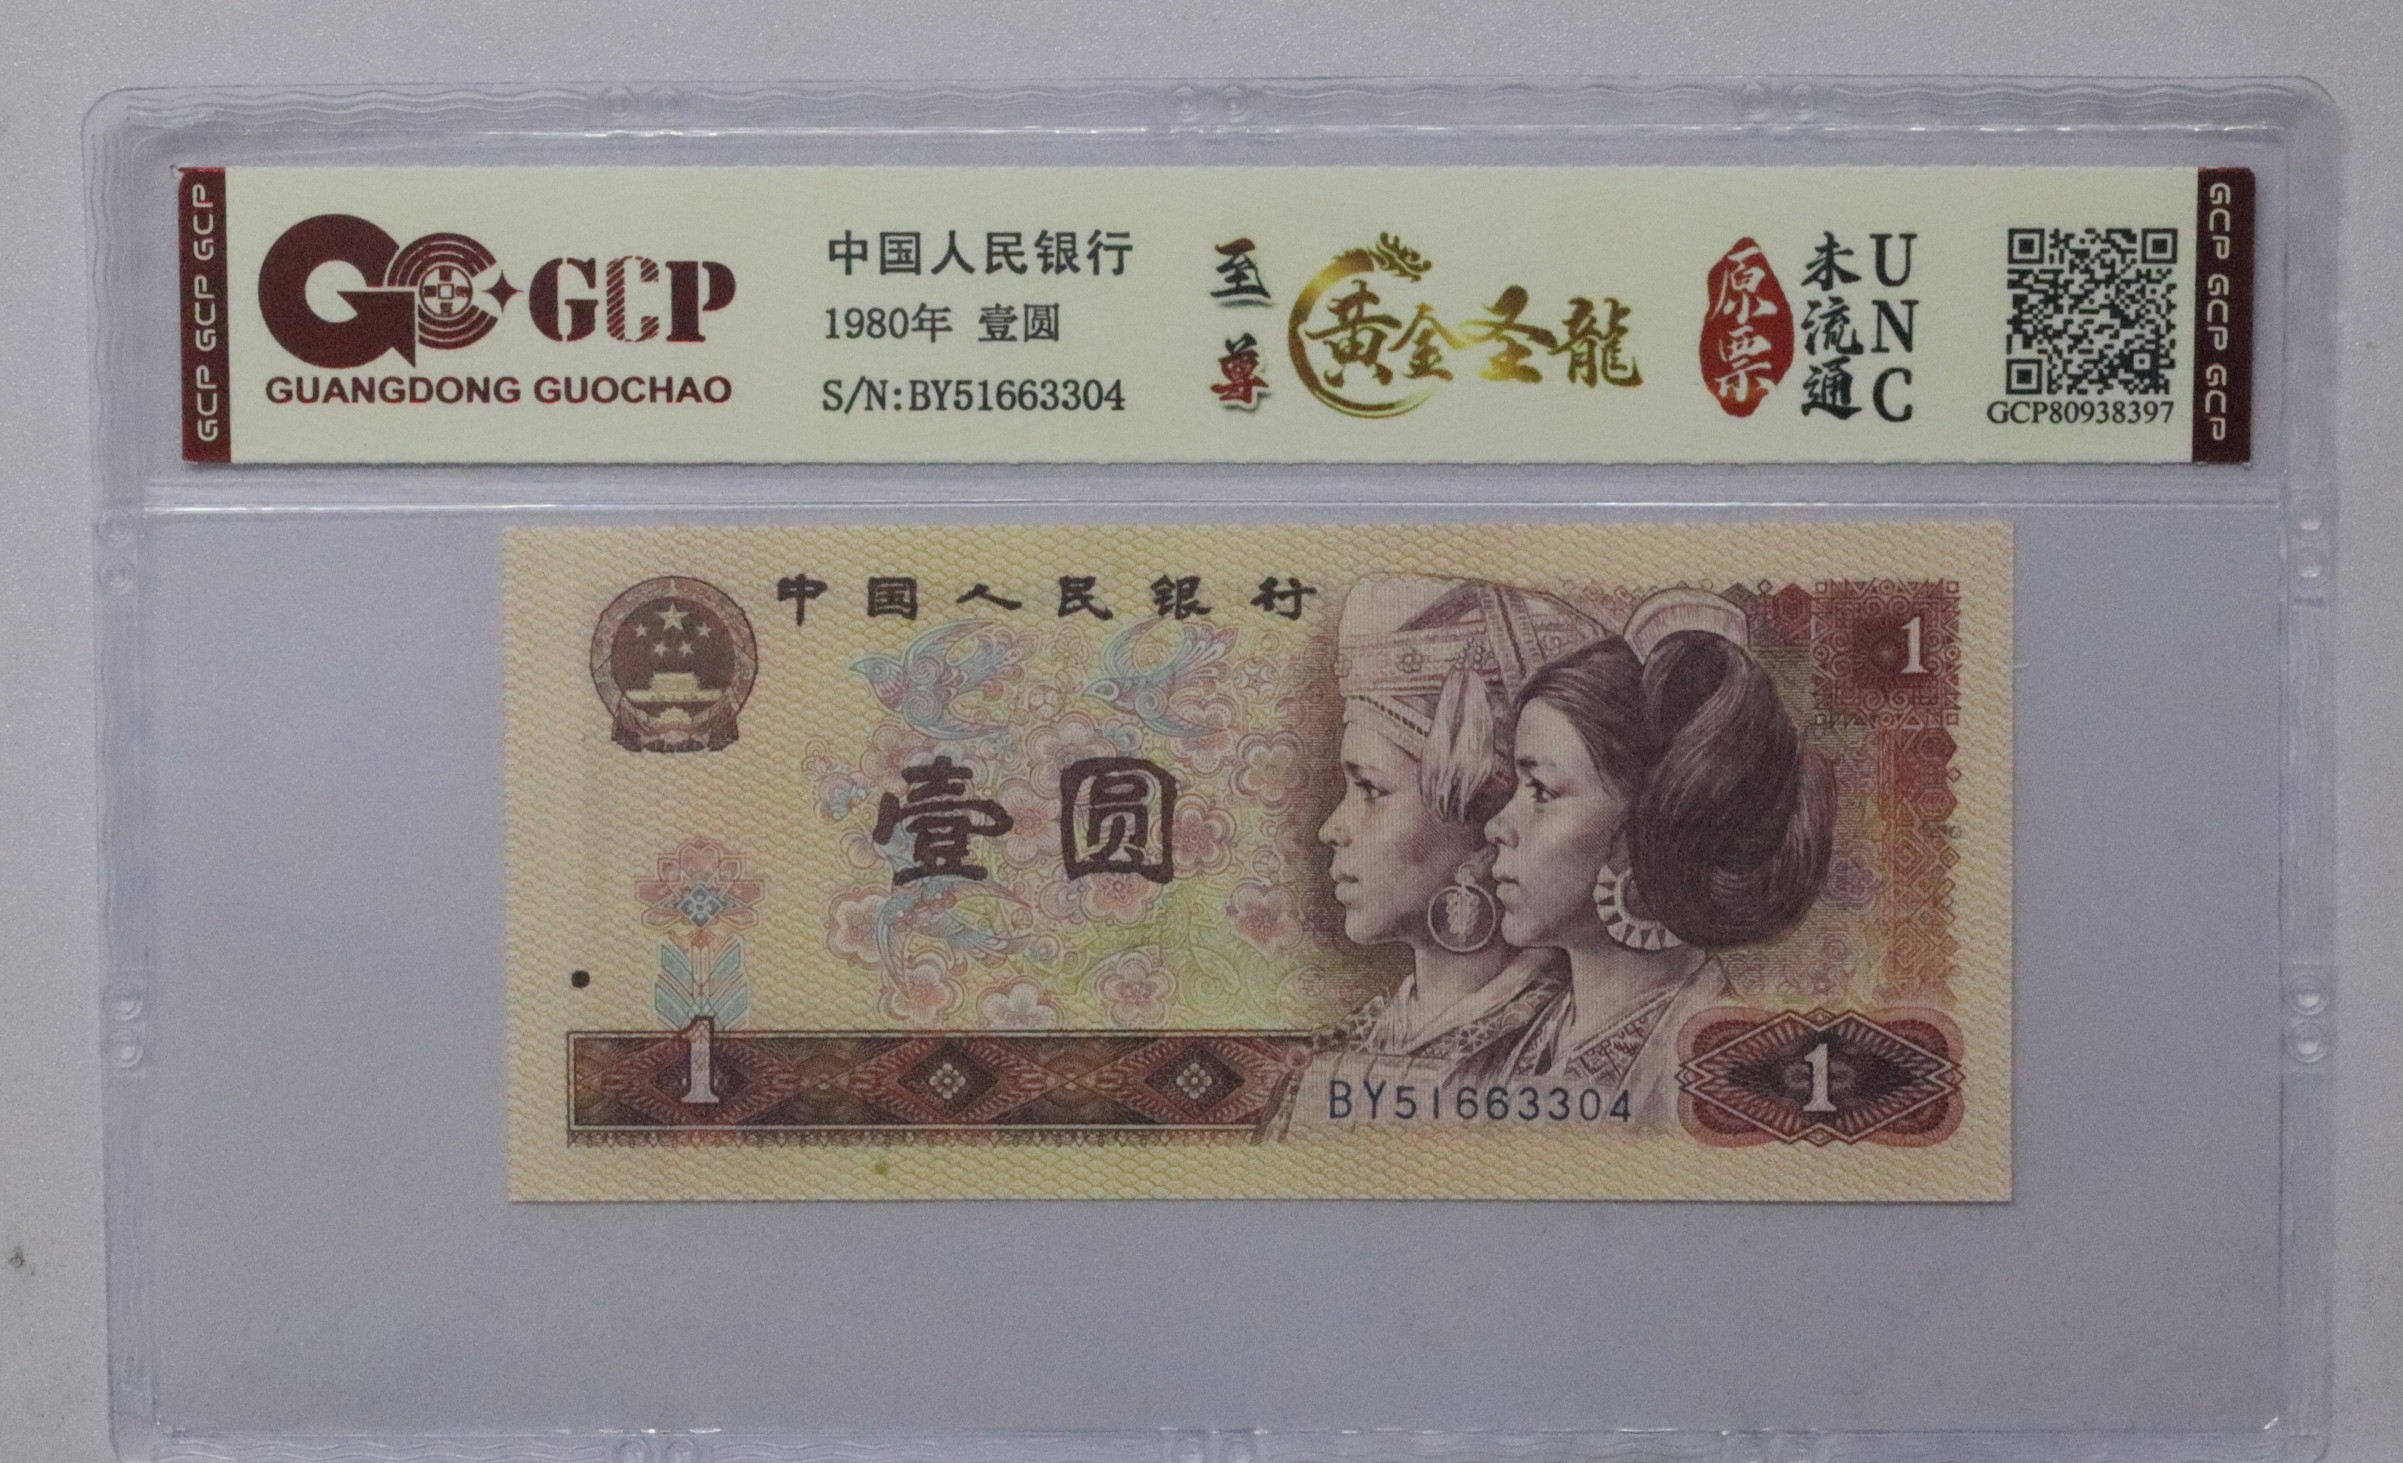 GCP GCP GCP
GCP
GUANGDONG GUOCHAO
中国人民银行
1980年 壹圆
S/N:BY51663304
至尊
黄金圣龍
原票
未流通
UNC
GCP80938397
GCP GCP GCP
中国人民银行
1
壹圆
1
BY51663304
1